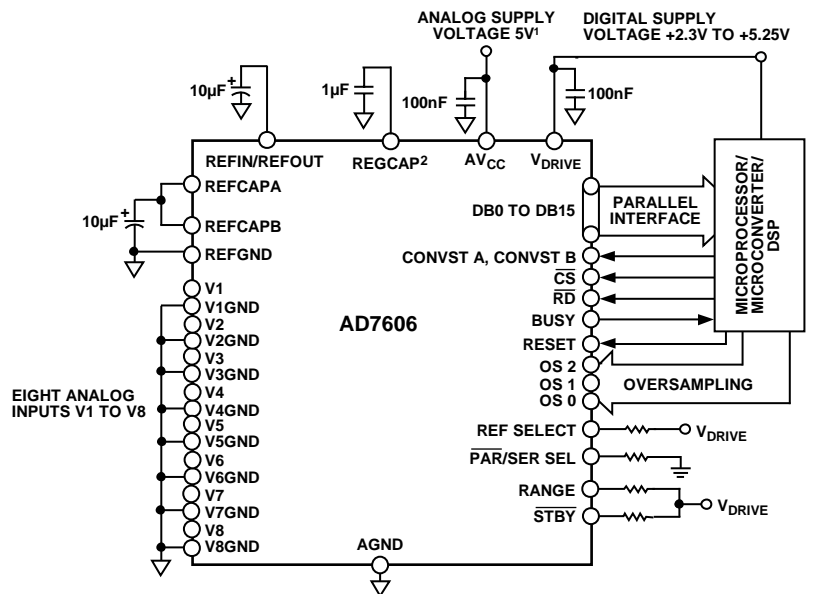 ANALOG SUPPLY
VOLTAGE 5V¹
DIGITAL SUPPLY
VOLTAGE +2.3V TO +5.25V
10µF
+
1µF
100nF
100nF
REFIN/REFOUT
REGCAP²
AVCC
VDRIVE
REFCAPA
10µF
+
REFCAPB
REFGND
DB0 TO DB15
PARALLEL
INTERFACE
MICROPROCESSOR/
MICROCONVERTER/
DSP
CONVST A, CONVST B
CS
RD
BUSY
RESET
OS 2
OS 1
OS 0
OVERSAMPLING
AD7606
V1
V1GND
V2
V2GND
V3
V3GND
V4
V4GND
V5
V5GND
V6
V6GND
V7
V7GND
V8
V8GND
EIGHT ANALOG
INPUTS V1 TO V8
REF SELECT
VDRIVE
PAR/SER SEL
RANGE
STBY
VDRIVE
AGND